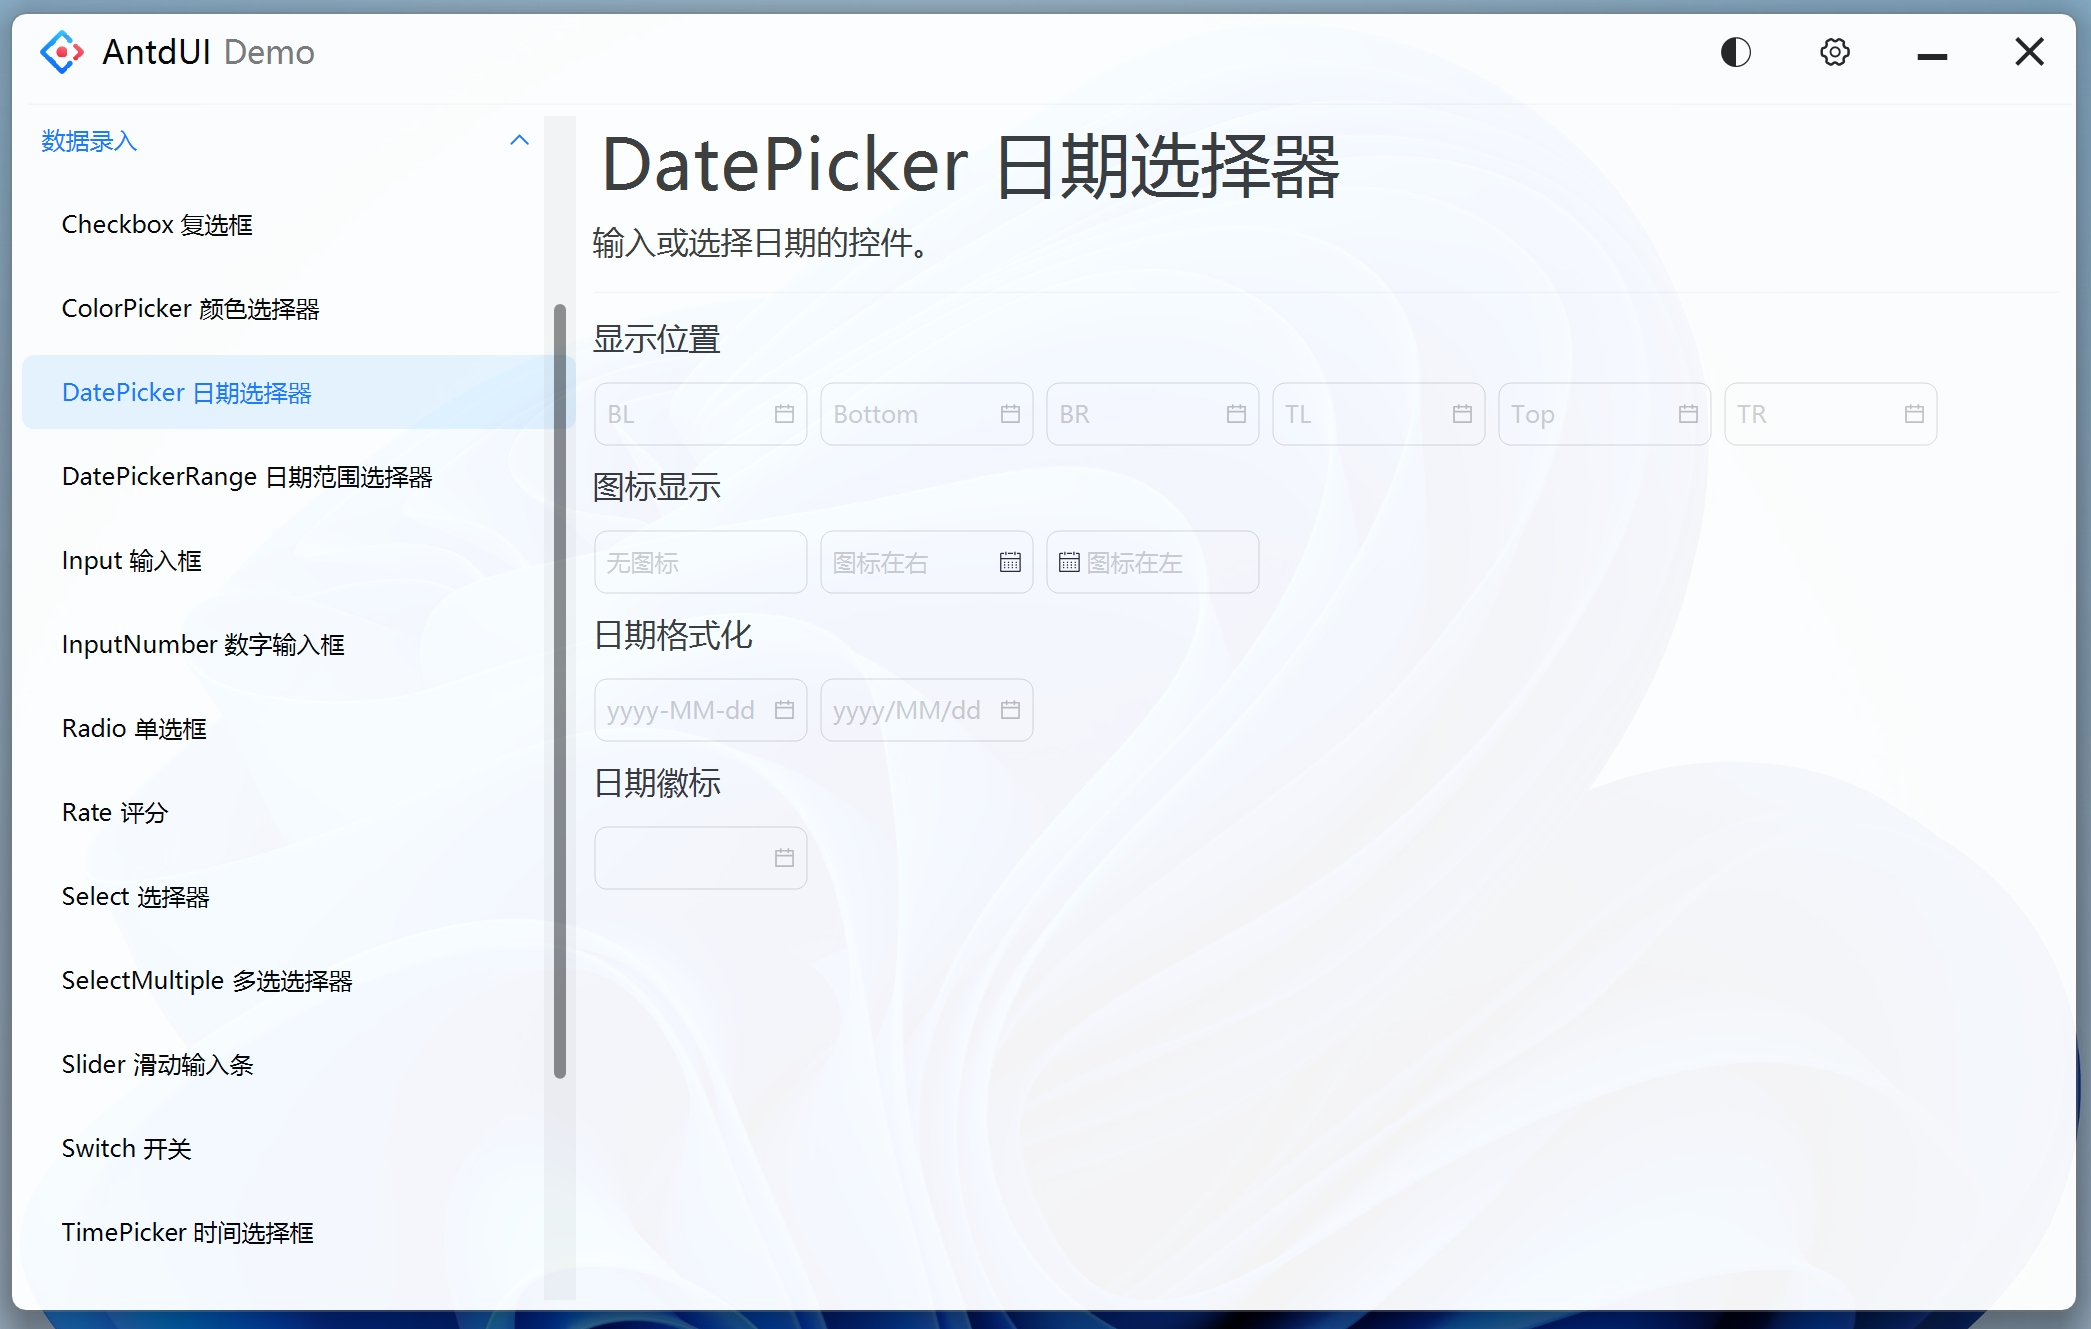 AntdUI Demo
数据录入
Checkbox 复选框
ColorPicker 颜色选择器
DatePicker 日期选择器
DatePickerRange 日期范围选择器
Input 输入框
InputNumber 数字输入框
Radio 单选框
Rate 评分
Select 选择器
SelectMultiple 多选选择器
Slider 滑动输入条
Switch 开关
TimePicker 时间选择框
DatePicker 日期选择器
输入或选择日期的控件。
显示位置
BL Bottom BR TL Top TR
图标显示
无图标 图标在右 图标在左
日期格式化
yyyy-MM-dd yyyy/MM/dd
日期徽标